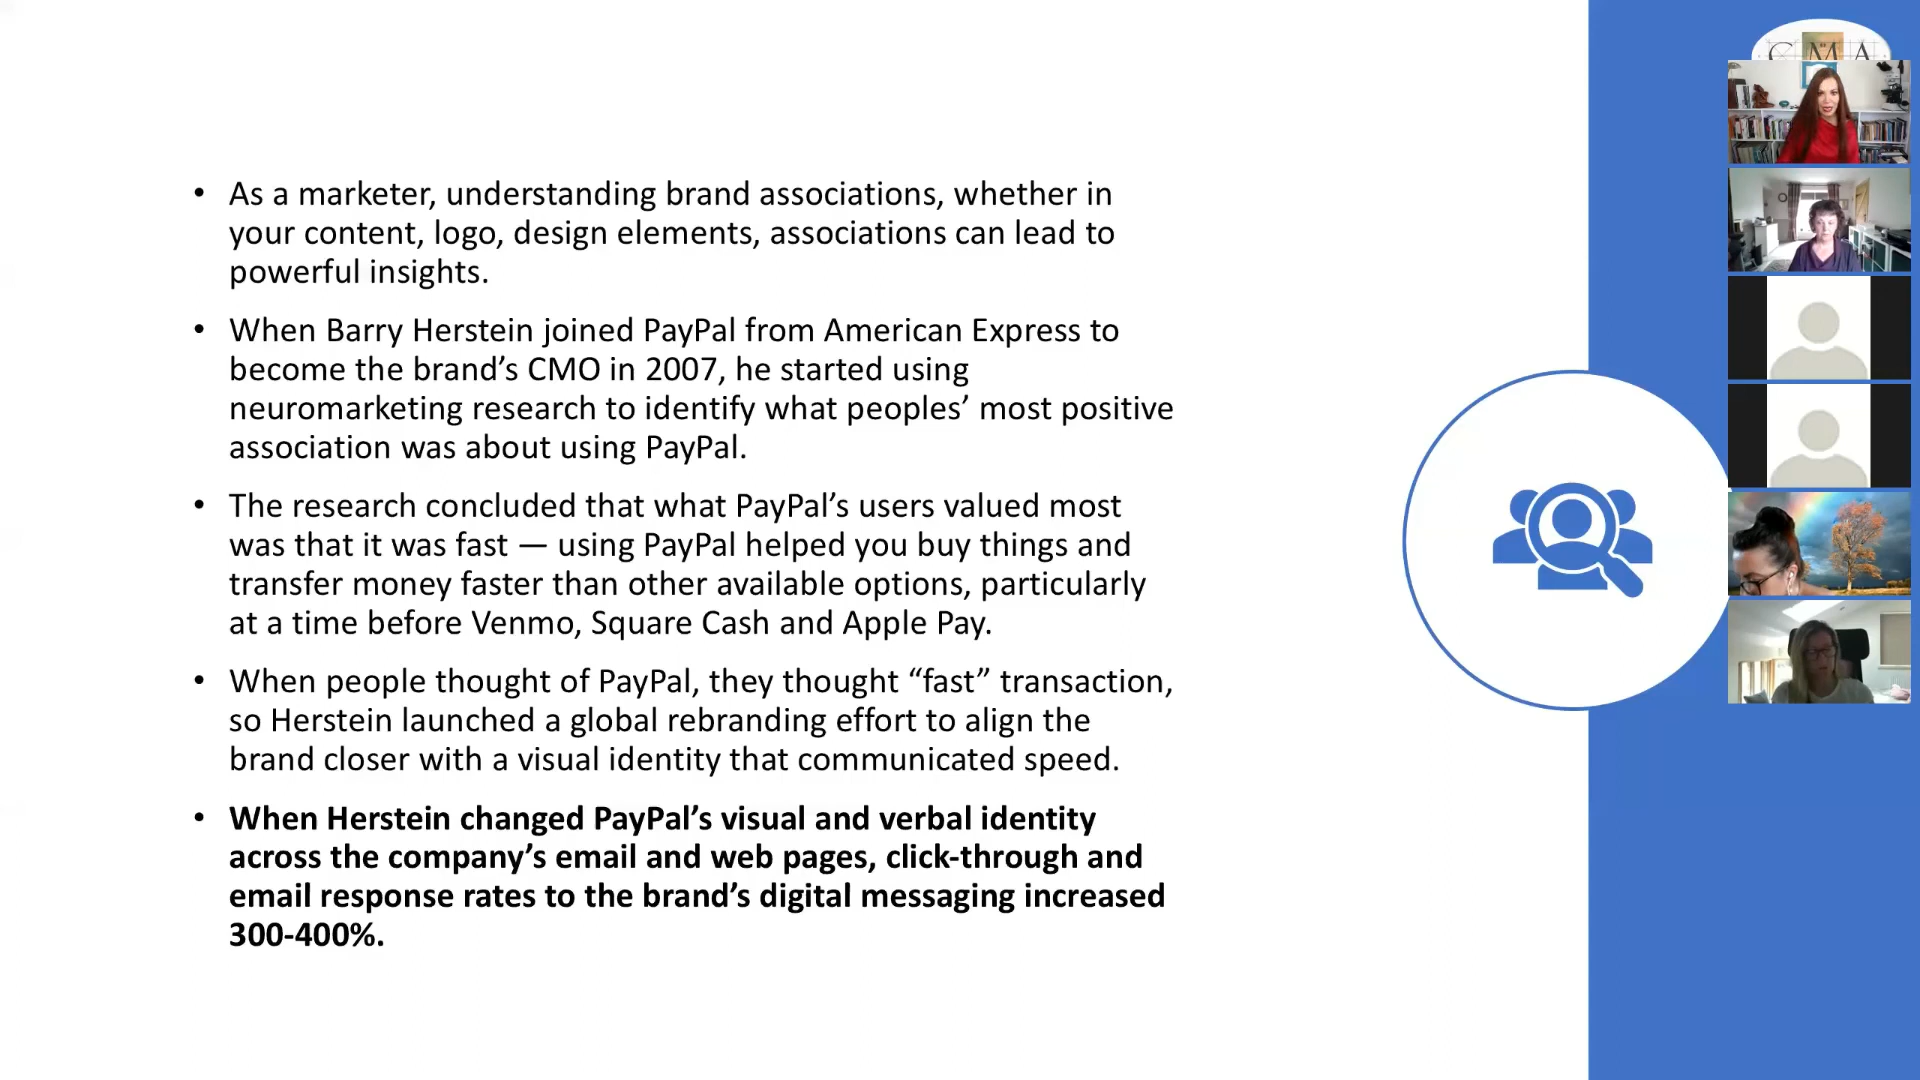 CMA
• As a marketer, understanding brand associations, whether in
your content, logo, design elements, associations can lead to
powerful insights.
• When Barry Herstein joined PayPal from American Express to
become the brand’s CMO in 2007, he started using
neuromarketing research to identify what peoples’ most positive
association was about using PayPal.
• The research concluded that what PayPal’s users valued most
was that it was fast — using PayPal helped you buy things and
transfer money faster than other available options, particularly
at a time before Venmo, Square Cash and Apple Pay.
• When people thought of PayPal, they thought “fast” transaction,
so Herstein launched a global rebranding effort to align the
brand closer with a visual identity that communicated speed.
• When Herstein changed PayPal’s visual and verbal identity
across the company’s email and web pages, click-through and
email response rates to the brand’s digital messaging increased
300-400%.